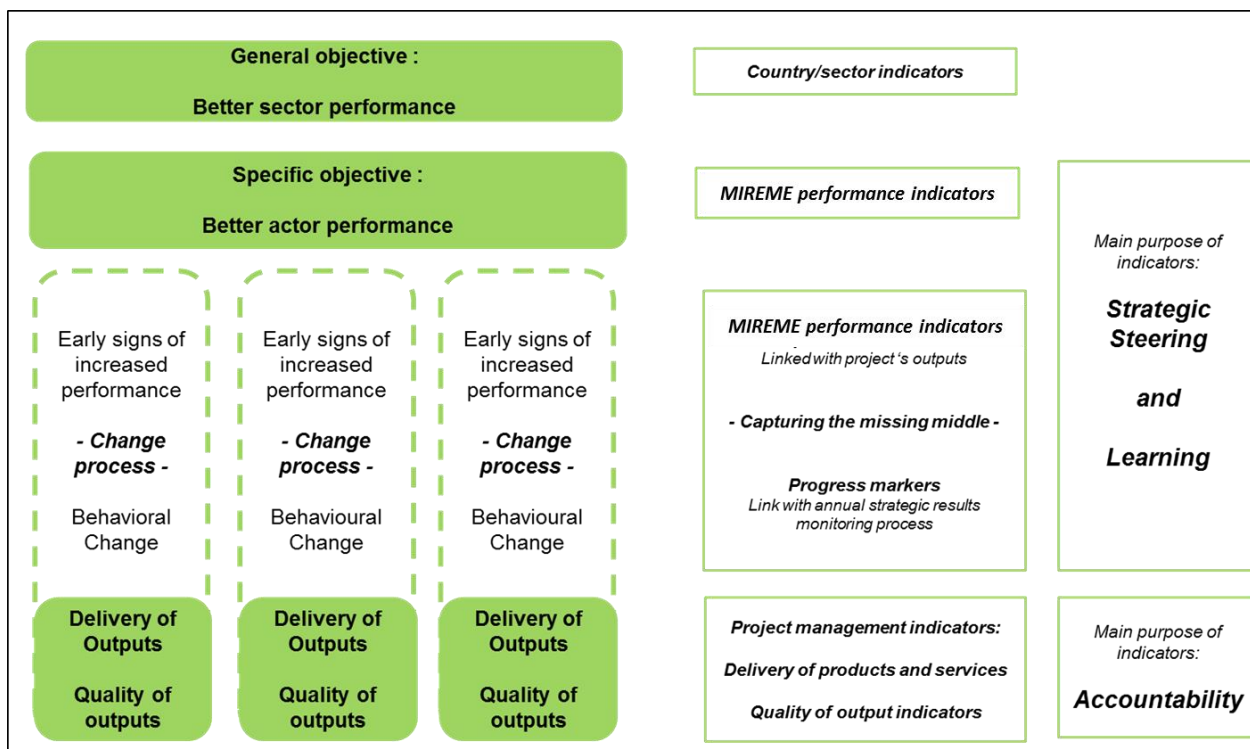 General objective :
Better sector performance
Country/sector indicators
Specific objective :
Better actor performance
MIREME performance indicators
Early signs of
increased
performance
- Change
process -
Behavioral
Change
Early signs of
increased
performance
- Change
process -
Behavioural
Change
Early signs of
increased
performance
- Change
process -
Behavioural
Change
MIREME performance indicators
Linked with project's outputs
- Capturing the missing middle -
Progress markers
Link with annual strategic results
monitoring process
Main purpose of
indicators:
Strategic
Steering
and
Learning
Delivery of
Outputs
Quality of
outputs
Delivery of
Outputs
Quality of
outputs
Delivery of
Outputs
Quality of
outputs
Project management indicators:
Delivery of products and services
Quality of output indicators
Main purpose of
indicators:
Accountability